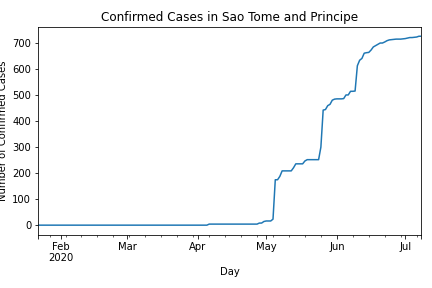 Confirmed Cases in Sao Tome and Principe
Number of Confirmed Cases
700
600
500
400
300
200
100
0
Feb Mar Apr May Jun Jul
2020
Day